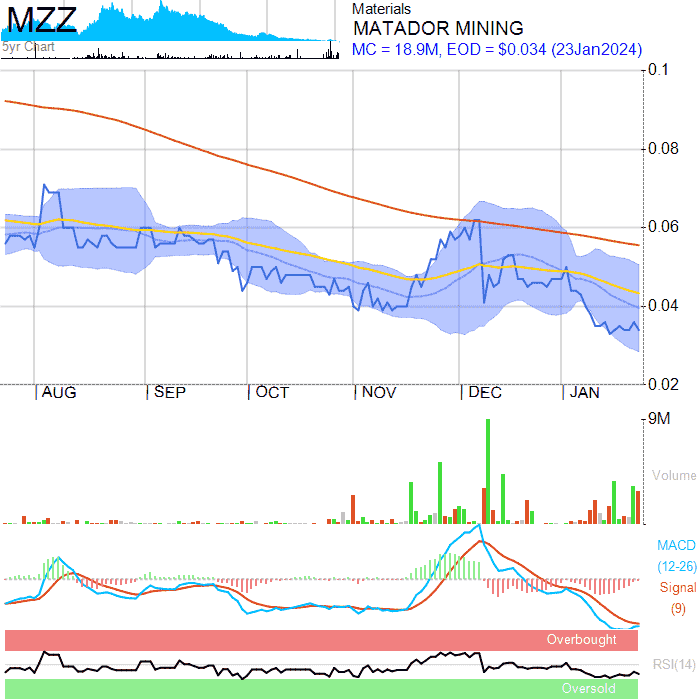 MZZ
5yr Chart
Materials
MATADOR MINING
MC = 18.9M, EOD = $0.034 (23Jan2024)
0.1
0.08
0.06
0.04
0.02
AUG SEP OCT NOV DEC JAN
9M
Volume
MACD
(12-26)
Signal
(9)
Overbought
RSI(14)
Oversold